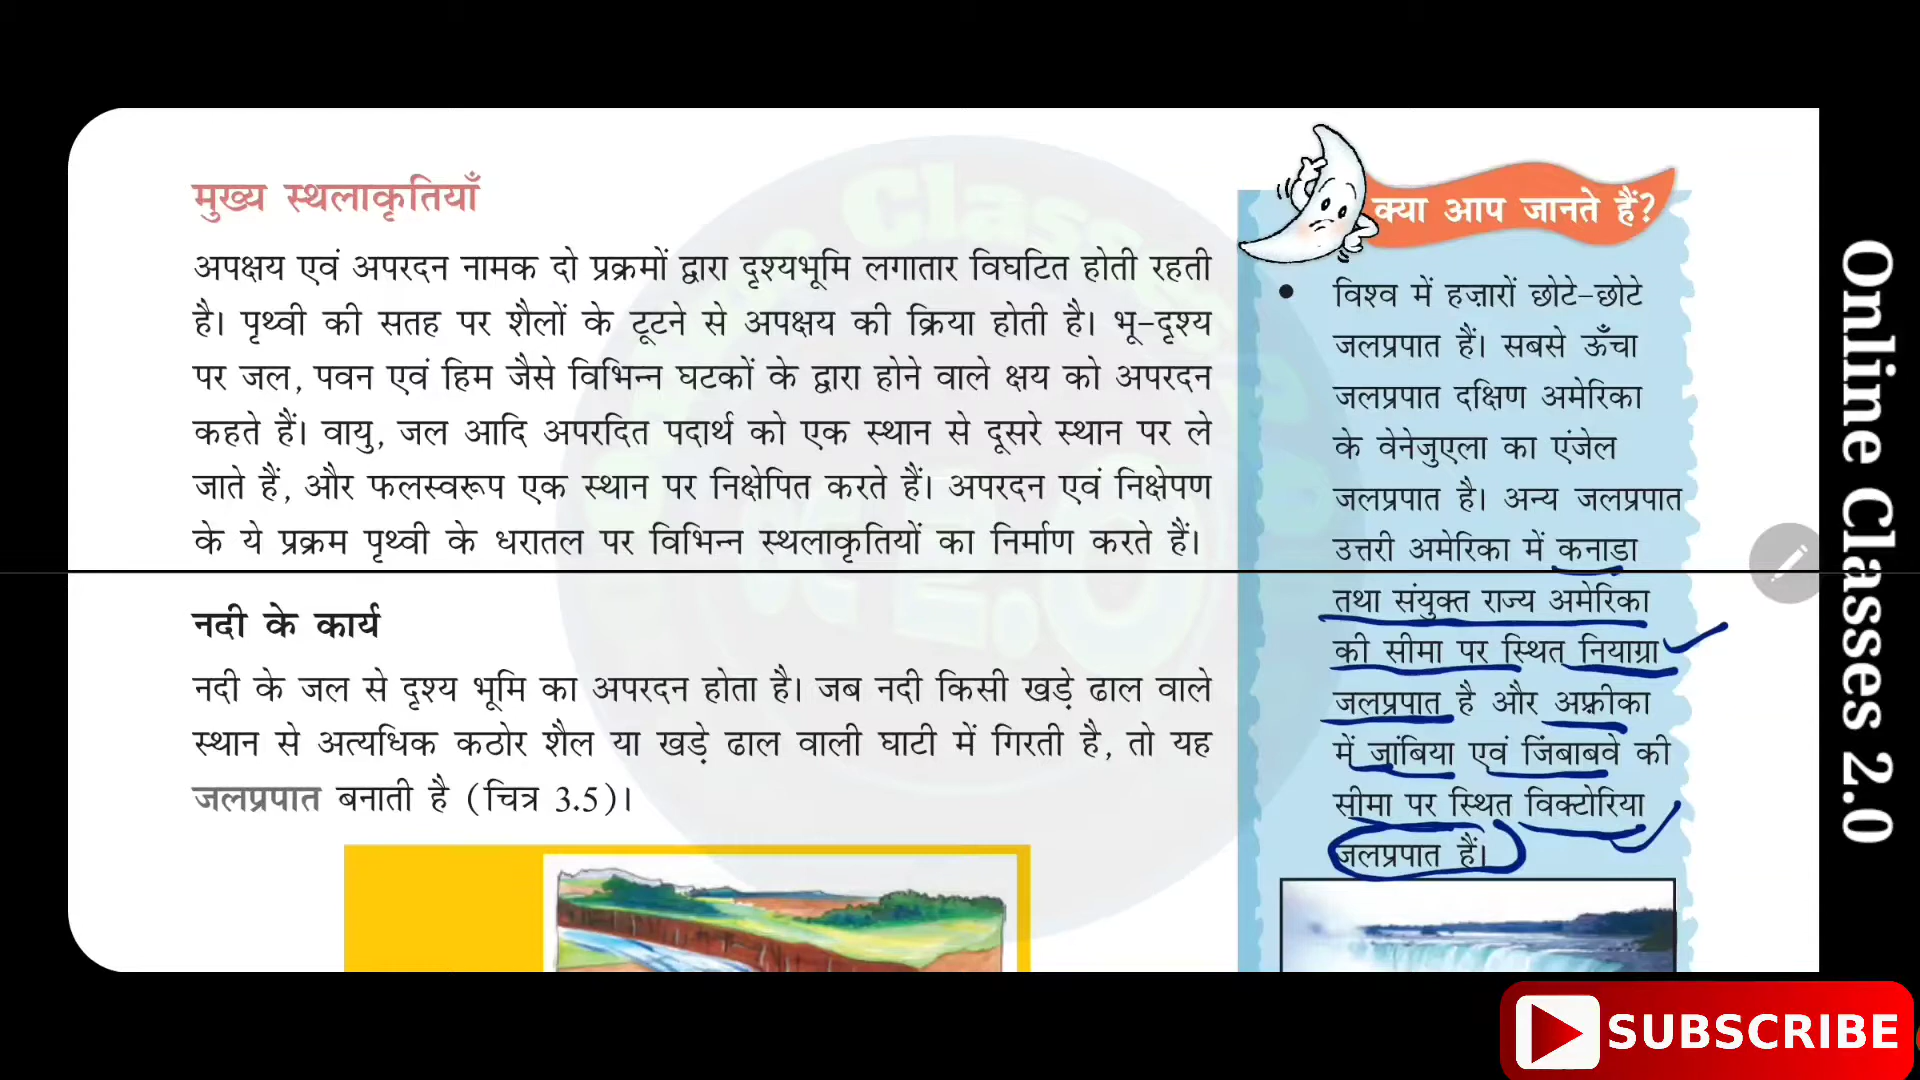 मुख्य स्थलाकृतियाँ
अपक्षय एवं अपरदन नामक दो प्रक्रमों द्वारा दृश्यभूमि लगातार विघटित होती रहती
है। पृथ्वी की सतह पर शैलों के टूटने से अपक्षय की क्रिया होती है। भू-दृश्य
पर जल, पवन एवं हिम जैसे विभिन्न घटकों के द्वारा होने वाले क्षय को अपरदन
कहते हैं। वायु, जल आदि अपरदित पदार्थ को एक स्थान से दूसरे स्थान पर ले
जाते हैं, और फलस्वरूप एक स्थान पर निक्षेपित करते हैं। अपरदन एवं निक्षेपण
के ये प्रक्रम पृथ्वी के धरातल पर विभिन्न स्थलाकृतियों का निर्माण करते हैं।
नदी के कार्य
नदी के जल से दृश्य भूमि का अपरदन होता है। जब नदी किसी खड़े ढाल वाले
स्थान से अत्यधिक कठोर शैल या खड़े ढाल वाली घाटी में गिरती है, तो यह
जलप्रपात बनाती है (चित्र 3.5)।
क्या आप जानते हैं?
• विश्व में हज़ारों छोटे-छोटे
जलप्रपात हैं। सबसे ऊँचा
जलप्रपात दक्षिण अमेरिका
के वेनेजुएला का एंजेल
जलप्रपात है। अन्य जलप्रपात
उत्तरी अमेरिका में कनाडा
तथा संयुक्त राज्य अमेरिका
की सीमा पर स्थित नियाग्रा
जलप्रपात है और अफ़्रीका
में जांबिया एवं जिंबाबवे की
सीमा पर स्थित विक्टोरिया
जलप्रपात हैं।
Online Classes 2.0
SUBSCRIBE